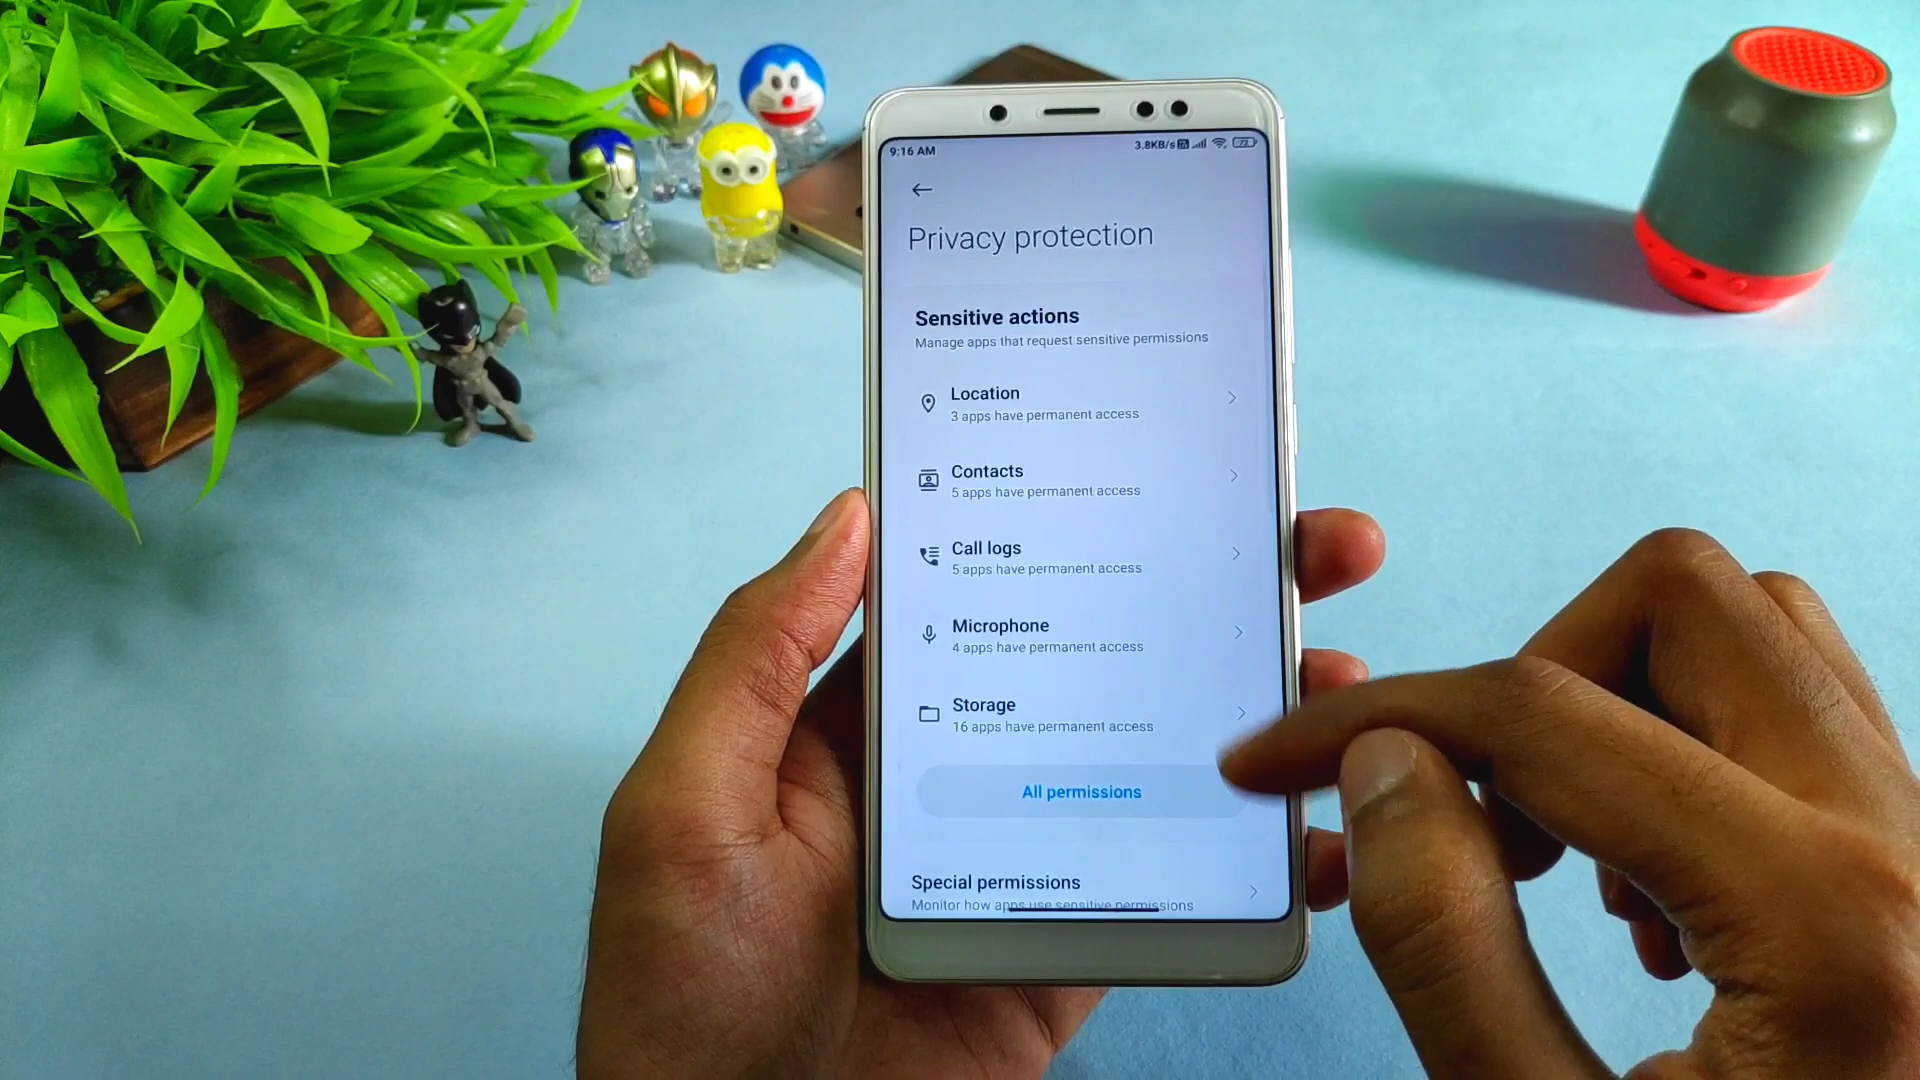 9:16 AM
3.8KB/s
Privacy protection
Sensitive actions
Manage apps that request sensitive permissions
Location
3 apps have permanent access
Contacts
5 apps have permanent access
Call logs
5 apps have permanent access
Microphone
4 apps have permanent access
Storage
16 apps have permanent access
All permissions
Special permissions
Monitor how apps use sensitive permissions